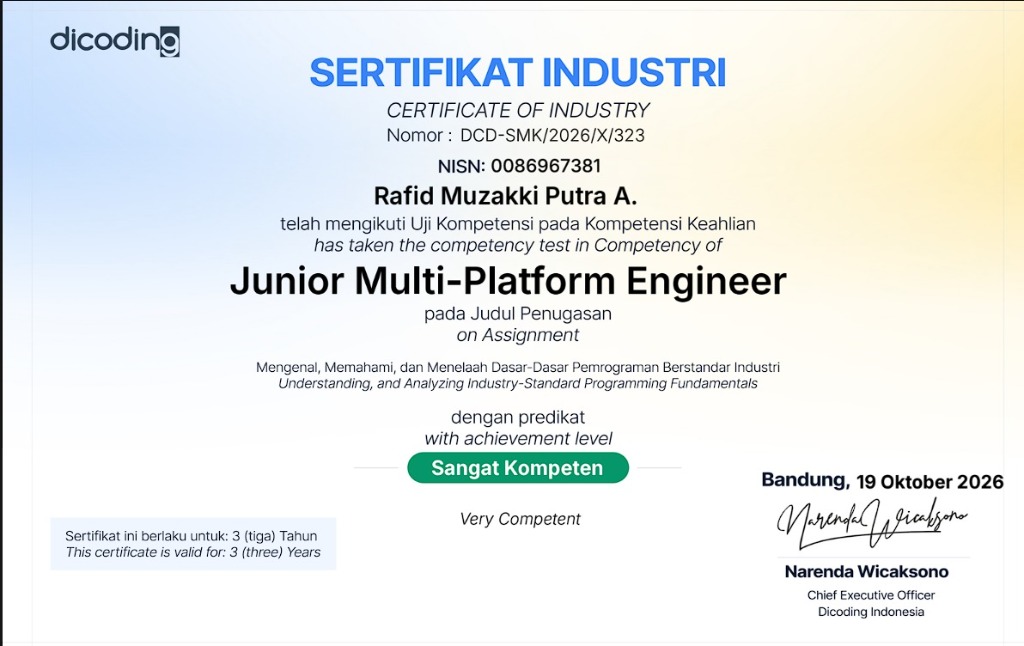 dicoding
SERTIFIKAT INDUSTRI
CERTIFICATE OF INDUSTRY
Nomor : DCD-SMK/2026/X/323
NISN: 0086967381
Rafid Muzakki Putra A.
telah mengikuti Uji Kompetensi pada Kompetensi Keahlian
has taken the competency test in Competency of
Junior Multi-Platform Engineer
pada Judul Penugasan
on Assignment
Mengenal, Memahami, dan Menelaah Dasar-Dasar Pemrograman Berstandar Industri
Understanding, and Analyzing Industry-Standard Programming Fundamentals
dengan predikat
with achievement level
Sangat Kompeten
Very Competent
Sertifikat ini berlaku untuk: 3 (tiga) Tahun
This certificate is valid for: 3 (three) Years
Bandung, 19 Oktober 2026
Narenda Wicaksono
Narenda Wicaksono
Chief Executive Officer
Dicoding Indonesia